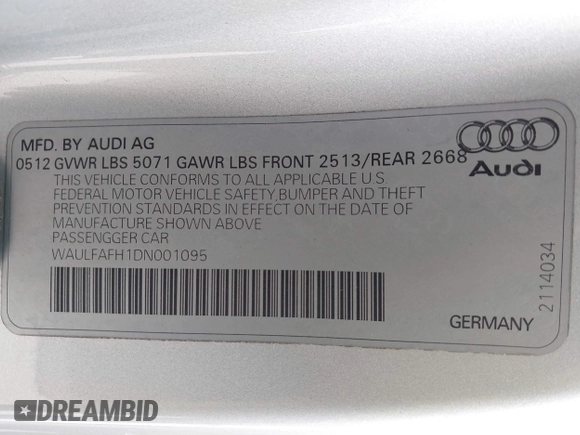 MFD. BY AUDI AG
0512 GVWR LBS 5071 GAWR LBS FRONT 2513/REAR 2668
Audi
THIS VEHICLE CONFORMS TO ALL APPLICABLE U.S.
FEDERAL MOTOR VEHICLE SAFETY,BUMPER AND THEFT
PREVENTION STANDARDS IN EFFECT ON THE DATE OF
MANUFACTURE SHOWN ABOVE
PASSENGGER CAR
WAULFAFH1DN001095
2114034
GERMANY
DREAMBID